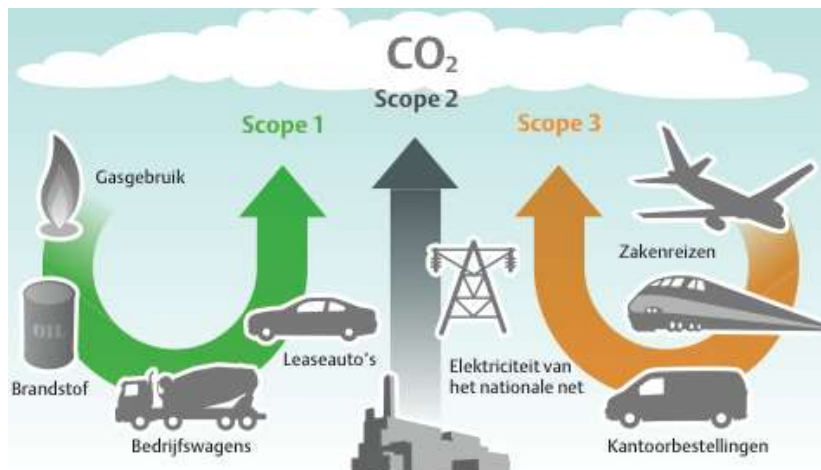 CO₂
Scope 2
Scope 1
Scope 3
Gasgebruik
Zakenreizen
OIL
Leaseauto's
Elektriciteit van
het nationale net
Brandstof
Bedrijfswagens
Kantoorbestellingen